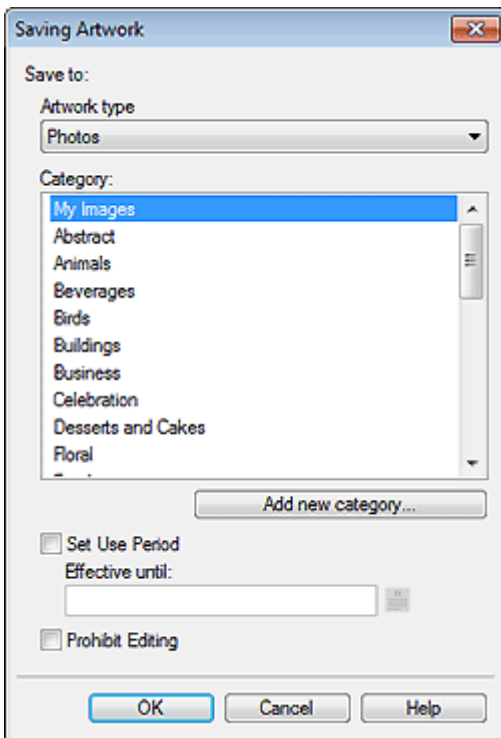 Saving Artwork
Save to:
Artwork type
Photos
Category:
My Images
Abstract
Animals
Beverages
Birds
Buildings
Business
Celebration
Desserts and Cakes
Floral
Add new category...
Set Use Period
Effective until:
Prohibit Editing
OK Cancel Help